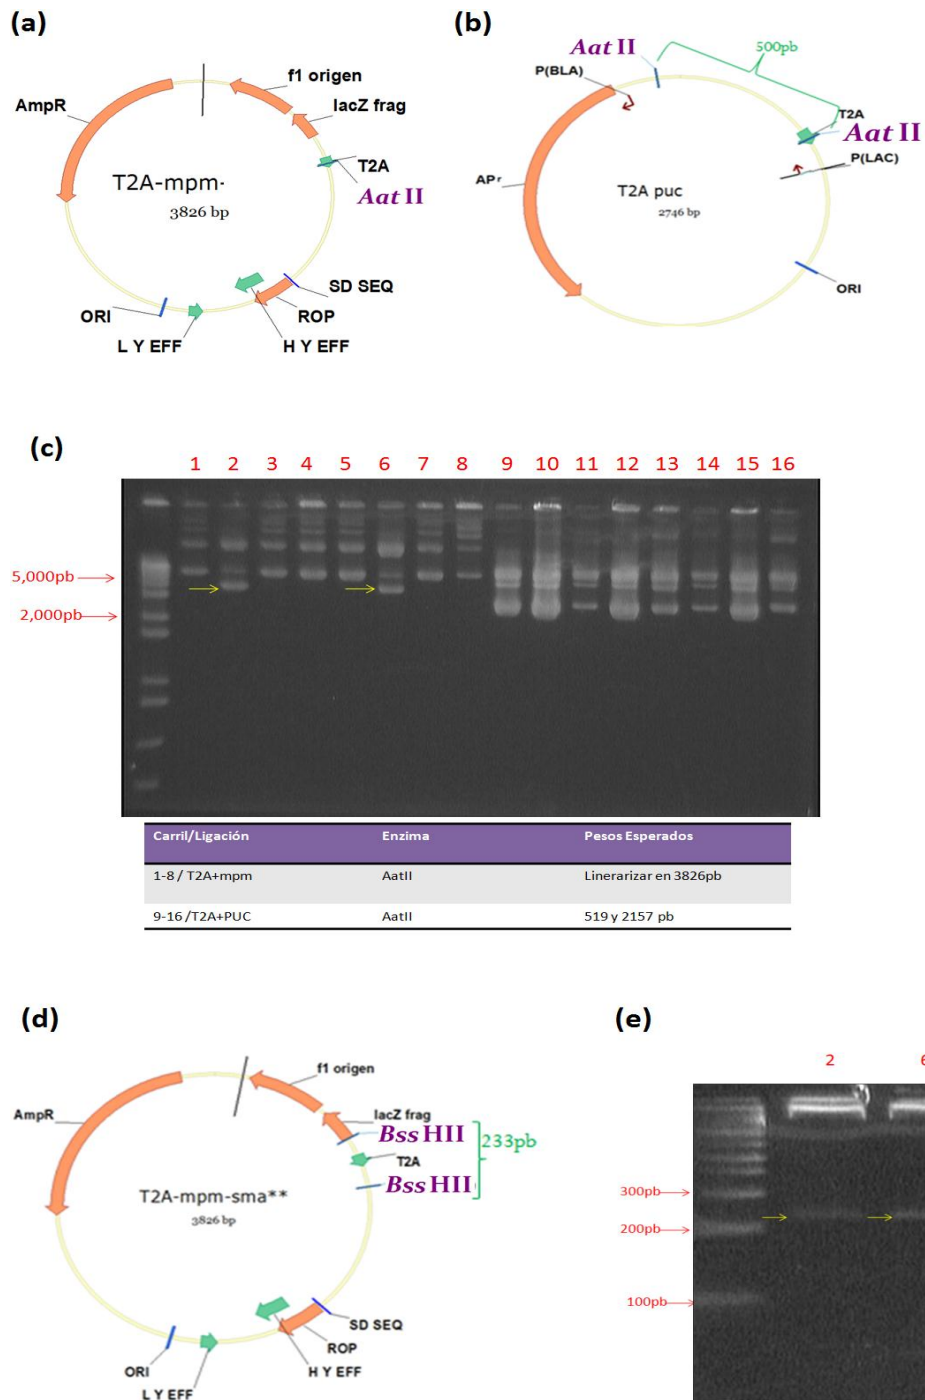 (a)
f1 origen
AmpR
lacZ frag
T2A
Aat II
T2A-mpm-
3826 bp
SD SEQ
ORI
ROP
L Y EFF
H Y EFF
(b)
Aat II
500pb
P(BLA)
T2A
Aat II
P(LAC)
APr
T2A puc
2746 bp
ORI
(c)
1 2 3 4 5 6 7 8 9 10 11 12 13 14 15 16
5,000pb
2,000pb
Carril/Ligación Enzima Pesos Esperados
1-8 / T2A+mpm AatII Linerarizar en 3826pb
9-16 /T2A+PUC AatII 519 y 2157 pb
(d)
f1 origen
AmpR
lacZ frag
Bss HII
233pb
T2A
Bss HII
T2A-mpm-sma**
3826 bp
SD SEQ
ORI
ROP
H Y EFF
L Y EFF
(e)
2 6
300pb
200pb
100pb